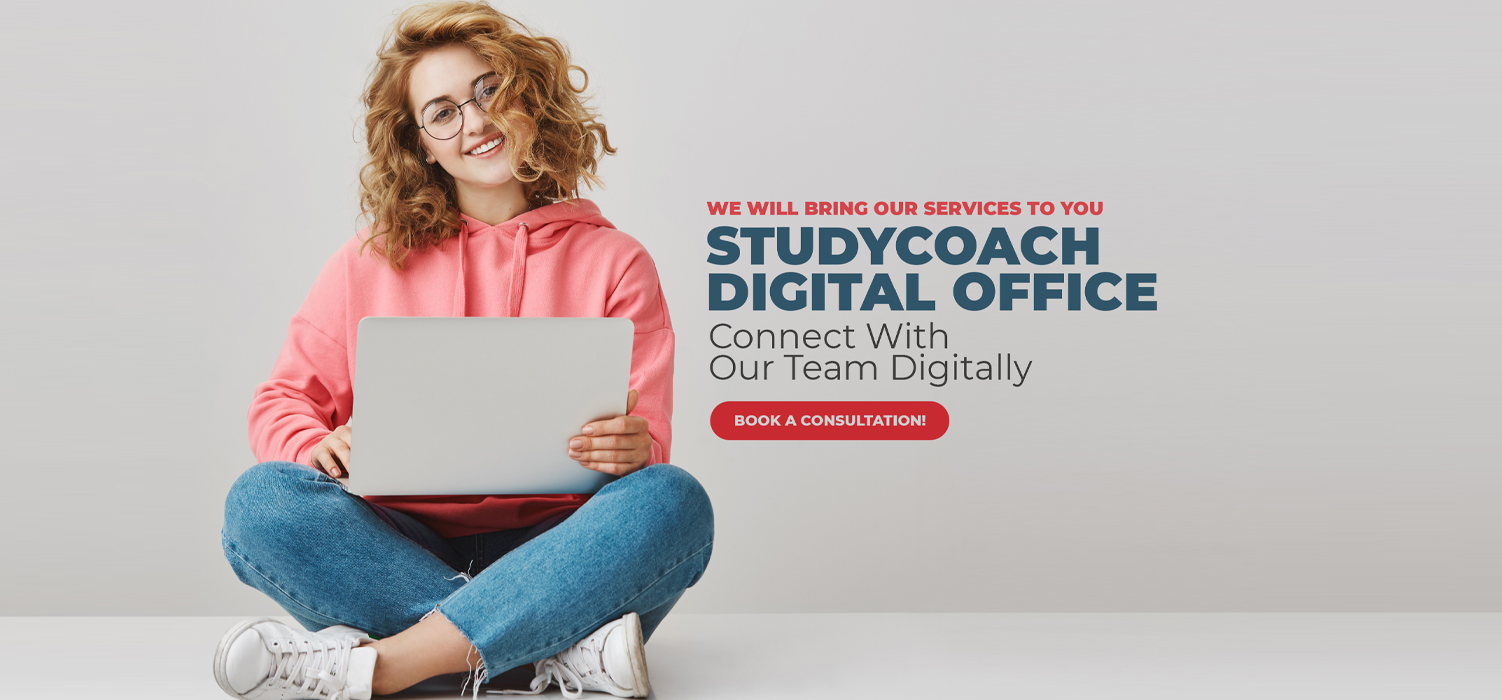 WE WILL BRING OUR SERVICES TO YOU
STUDYCOACH
DIGITAL OFFICE
Connect With
Our Team Digitally
BOOK A CONSULTATION!